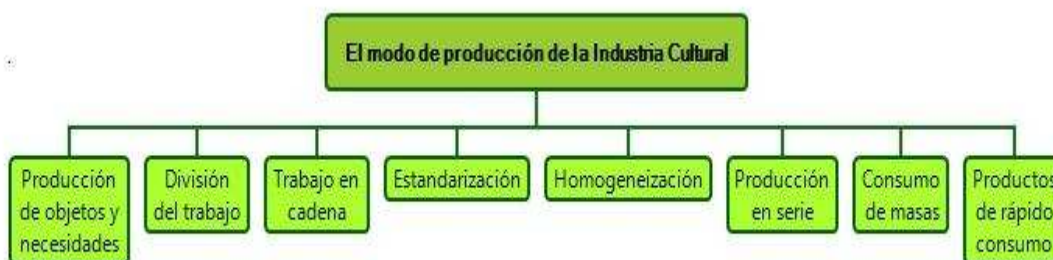 El modo de producción de la Industria Cultural
Producción
de objetos y
necesidades
División
del trabajo
Trabajo en
cadena
Estandarización
Homogeneización
Producción
en serie
Consumo
de masas
Productos
de rápido
consumo